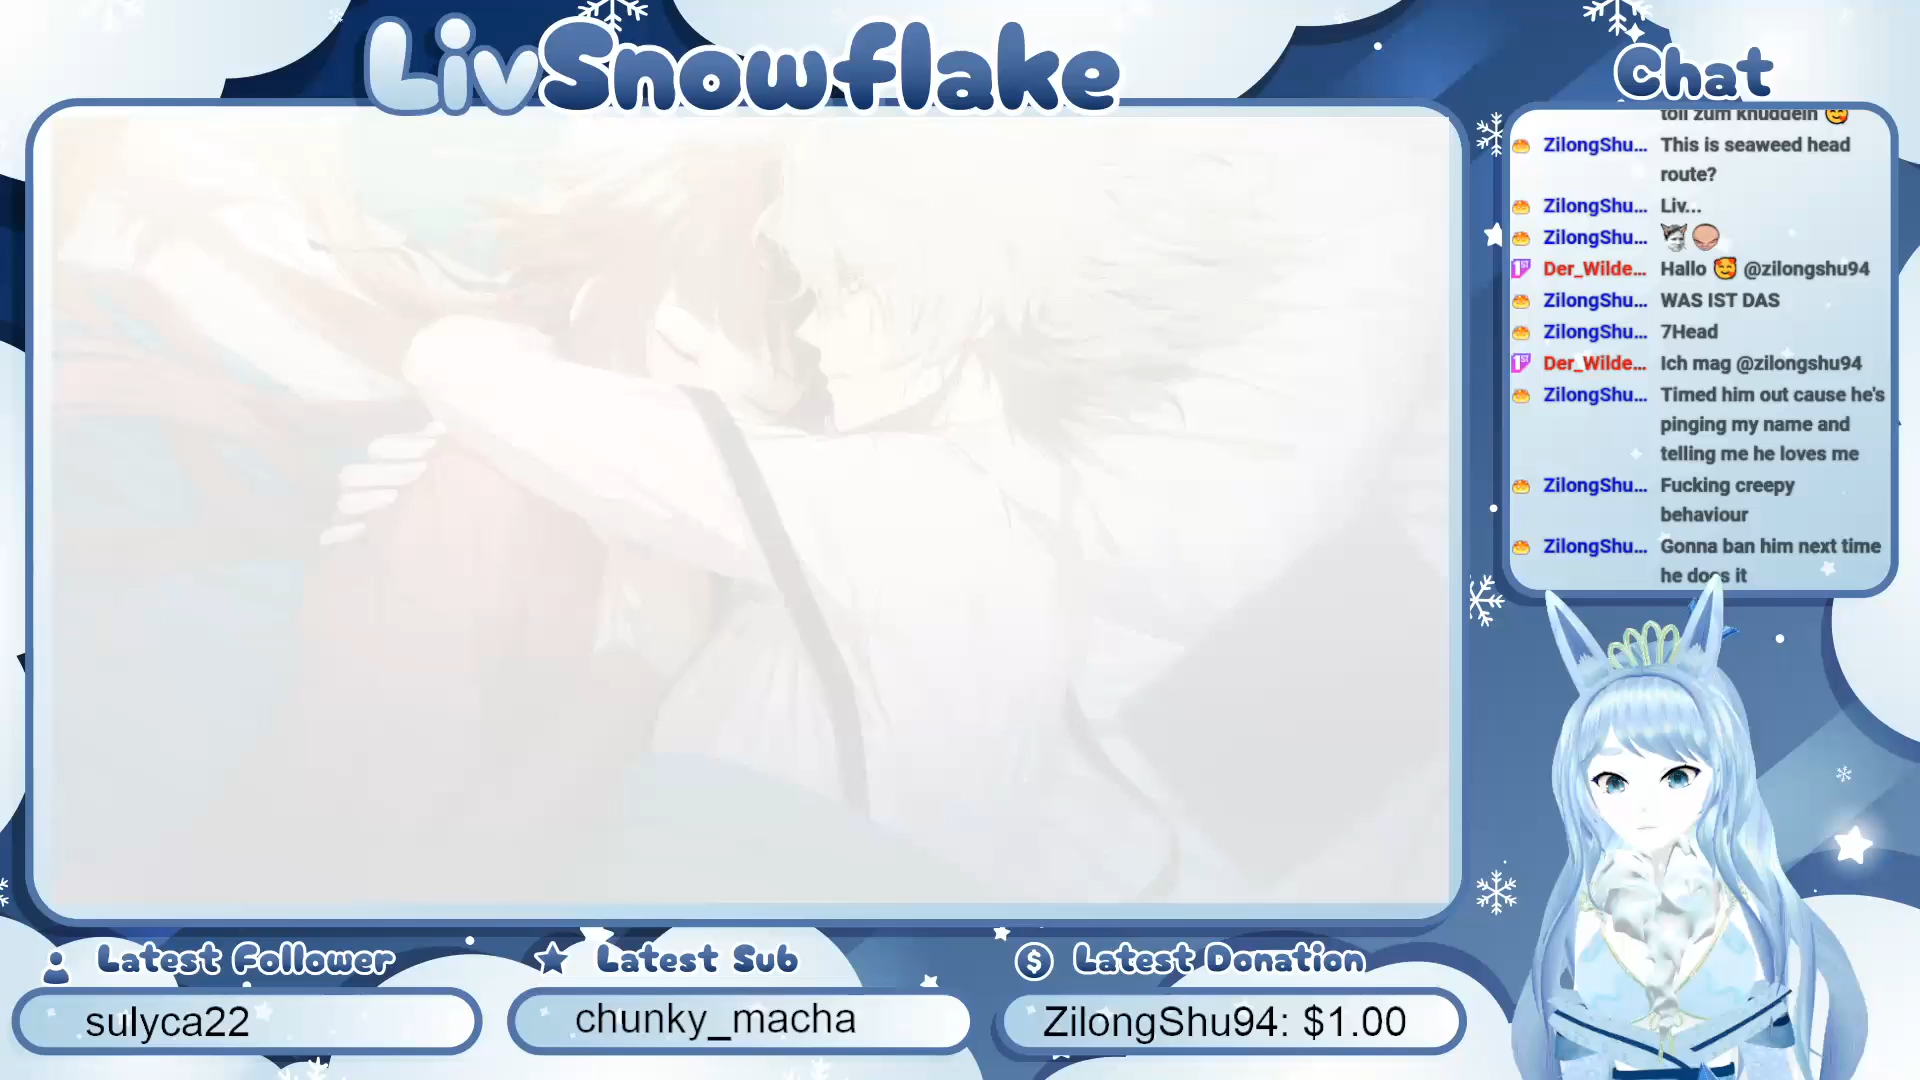 LivSnowflake
Chat
toll zum knuddeln
ZilongShu... This is seaweed head
route?
ZilongShu... Liv...
ZilongShu...
Der_Wilde... Hallo 🥰 @zilongshu94
ZilongShu... WAS IST DAS
ZilongShu... 7Head
Der_Wilde... Ich mag @zilongshu94
ZilongShu... Timed him out cause he's
pinging my name and
telling me he loves me
ZilongShu... Fucking creepy
behaviour
ZilongShu... Gonna ban him next time
he does it
Latest Follower
sulyca22
Latest Sub
chunky_macha
Latest Donation
ZilongShu94: $1.00